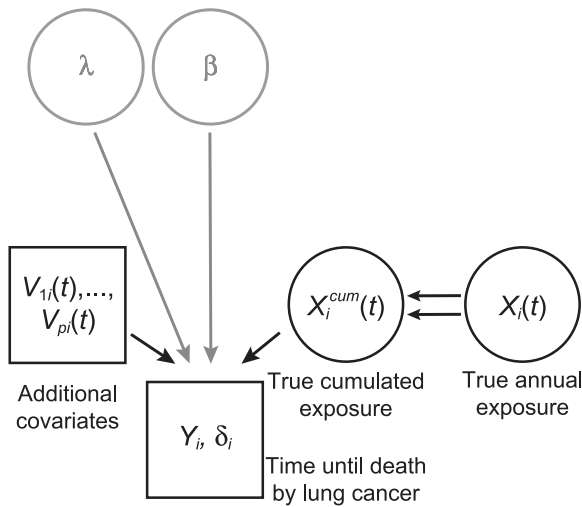 λ
β
V₁ᵢ(t),...,
Vₚᵢ(t)
Additional
covariates
Xᵢᶜᵘᵐ(t)
True cumulated
exposure
Xᵢ(t)
True annual
exposure
Yᵢ, δᵢ
Time until death
by lung cancer